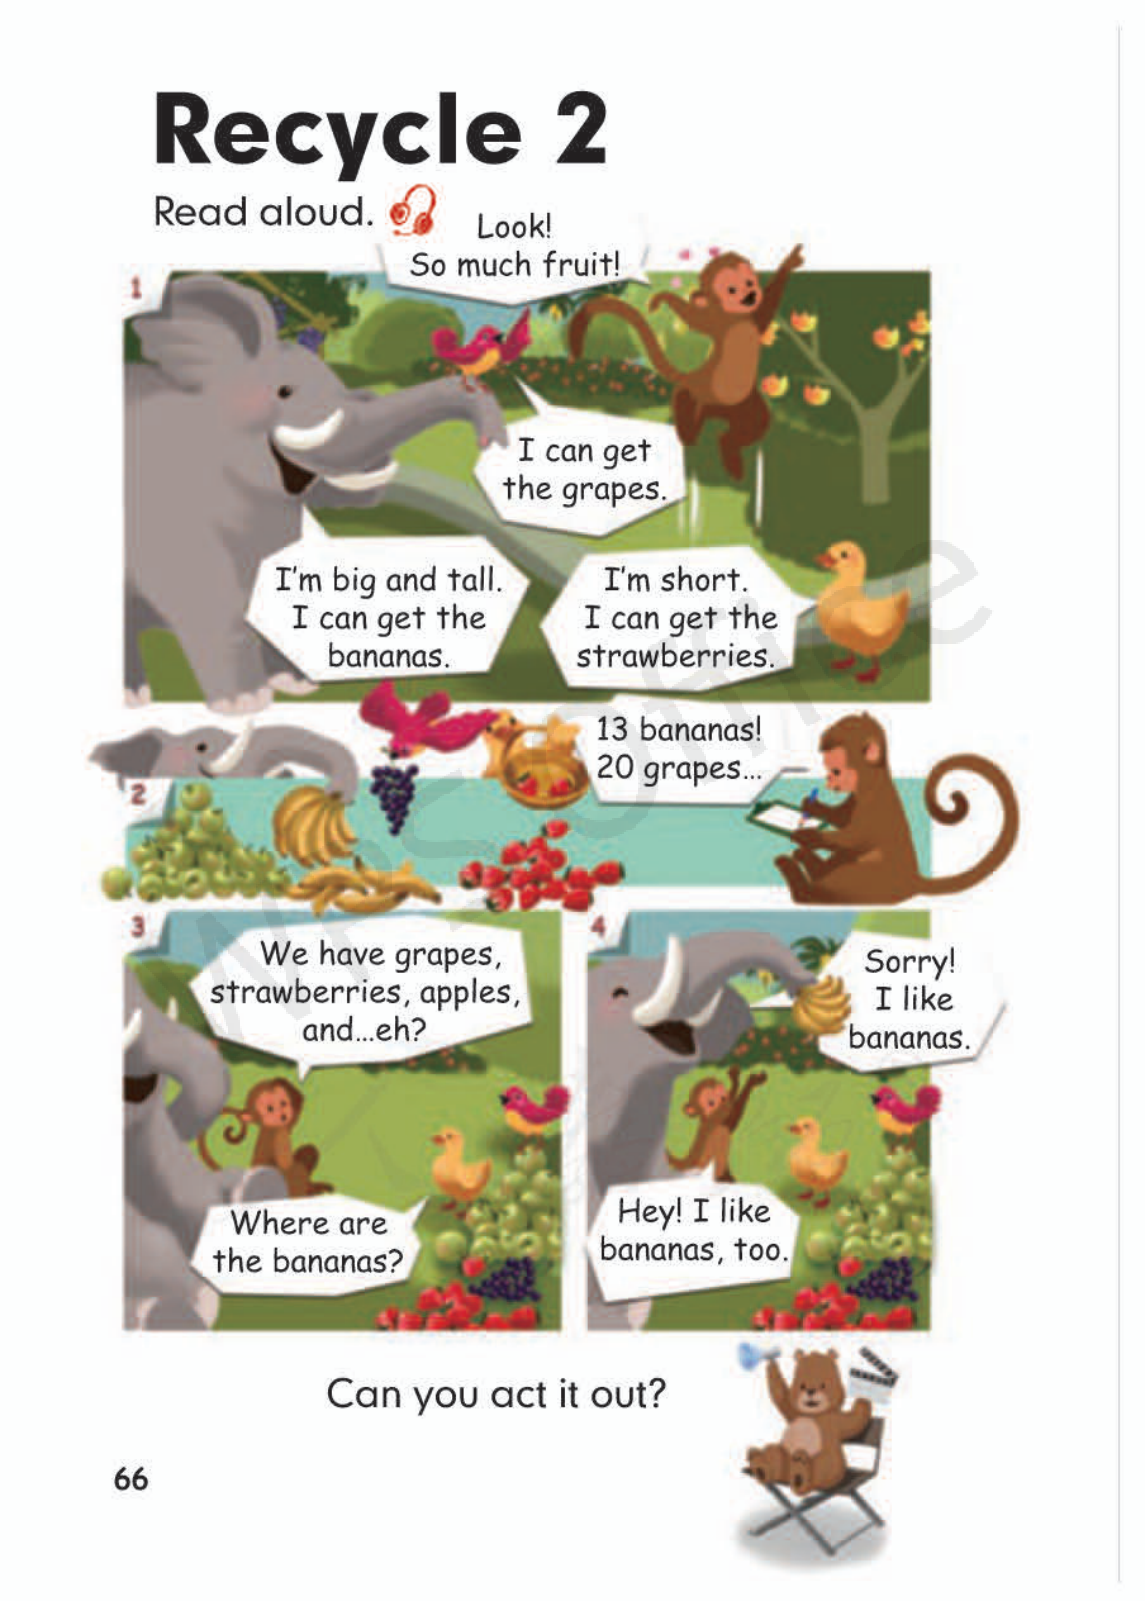 Recycle 2
Read aloud.
Look!
So much fruit!
1
I can get
the grapes.
I'm big and tall.
I can get the
bananas.
I'm short.
I can get the
strawberries.
13 bananas!
20 grapes...
2
3
We have grapes,
strawberries, apples,
and...eh?
Where are
the bananas?
4
Sorry!
I like
bananas.
Hey! I like
bananas, too.
Can you act it out?
66
WPS Office